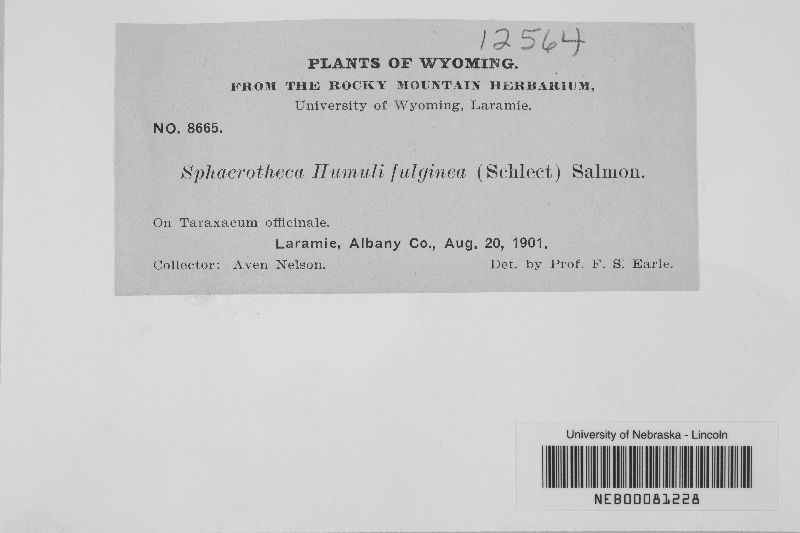 12564
PLANTS OF WYOMING.
FROM THE ROCKY MOUNTAIN HERBARIUM,
University of Wyoming, Laramie.
NO. 8665.
Sphaerotheca Humuli fulginea (Schlect) Salmon.
On Taraxacum officinale.
Laramie, Albany Co., Aug. 20, 1901.
Collector: Aven Nelson. Det. by Prof. F. S. Earle.
University of Nebraska - Lincoln
NEB00081228